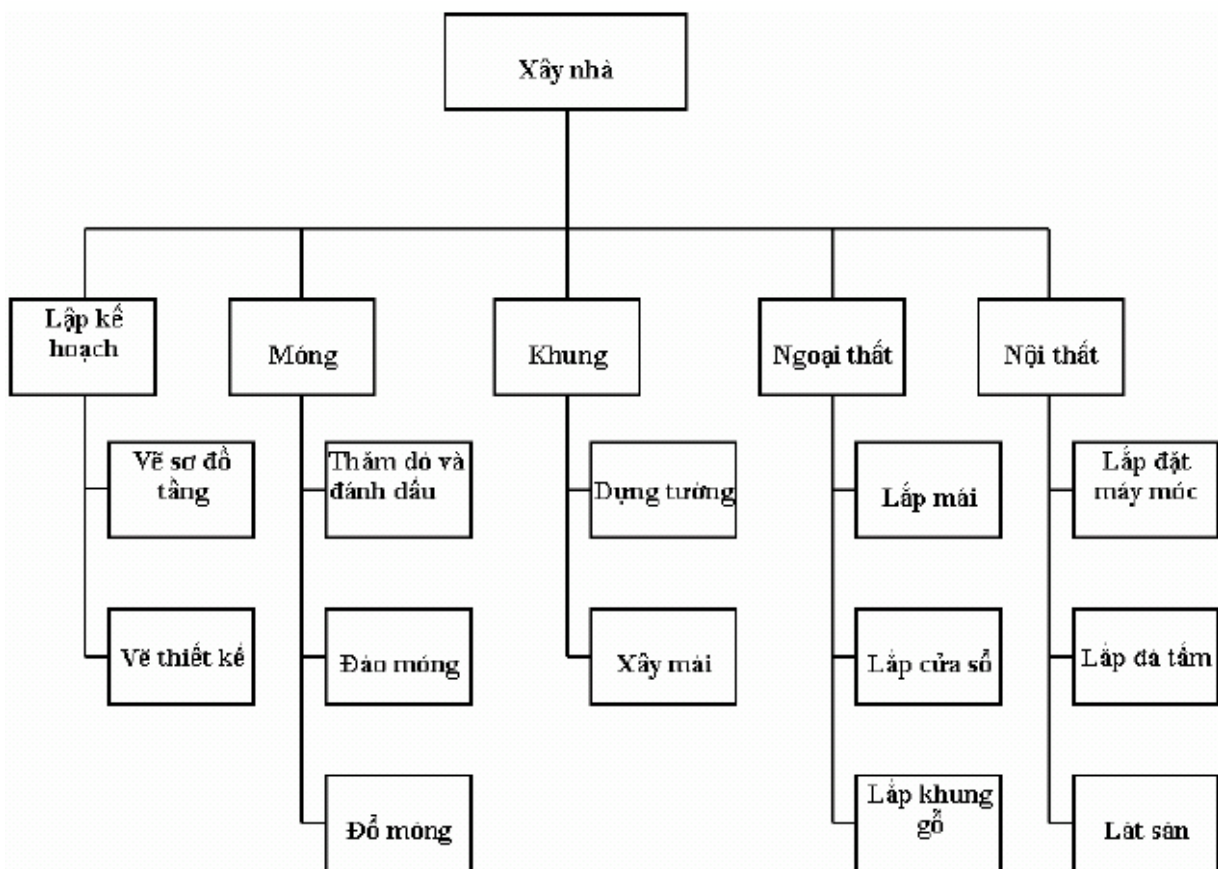 Xây nhà
Lập kế
hoạch
Móng
Khung
Ngoại thất
Nội thất
Vẽ sơ đồ
tầng
Thăm dò và
đánh dấu
Dựng tường
Lắp mái
Lắp đặt
máy móc
Vẽ thiết kế
Đào móng
Xây mái
Lắp cửa sổ
Lắp đá tấm
Đổ móng
Lắp khung
gỗ
Lát sàn